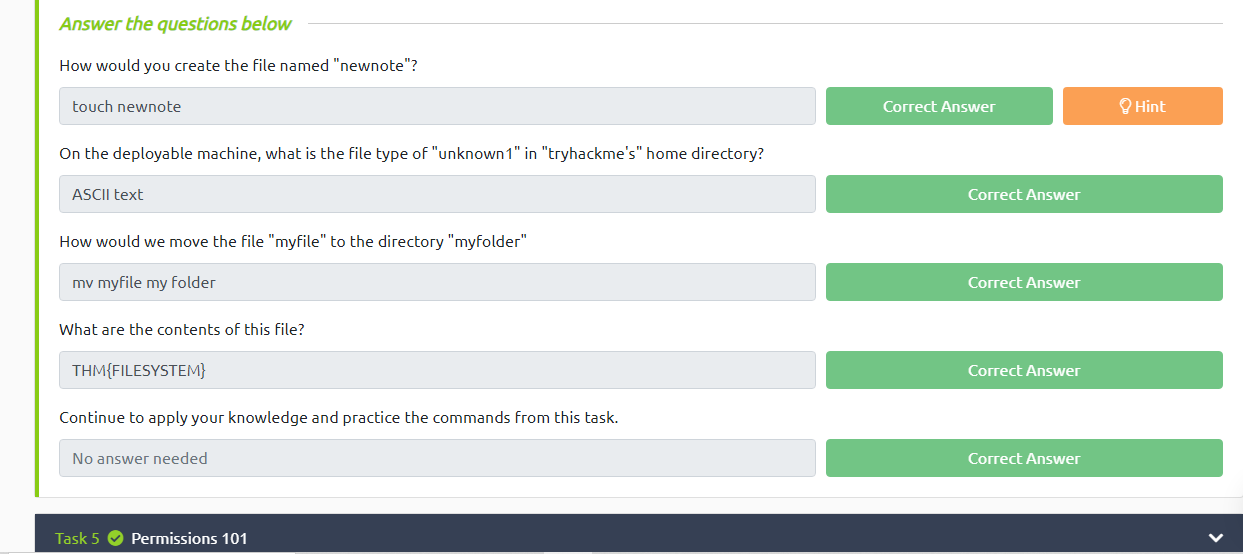 Answer the questions below
How would you create the file named "newnote"?
touch newnote
Correct Answer
Hint
On the deployable machine, what is the file type of "unknown1" in "tryhackme's" home directory?
ASCII text
Correct Answer
How would we move the file "myfile" to the directory "myfolder"
mv myfile my folder
Correct Answer
What are the contents of this file?
THM{FILESYSTEM}
Correct Answer
Continue to apply your knowledge and practice the commands from this task.
No answer needed
Correct Answer
Task 5 Permissions 101